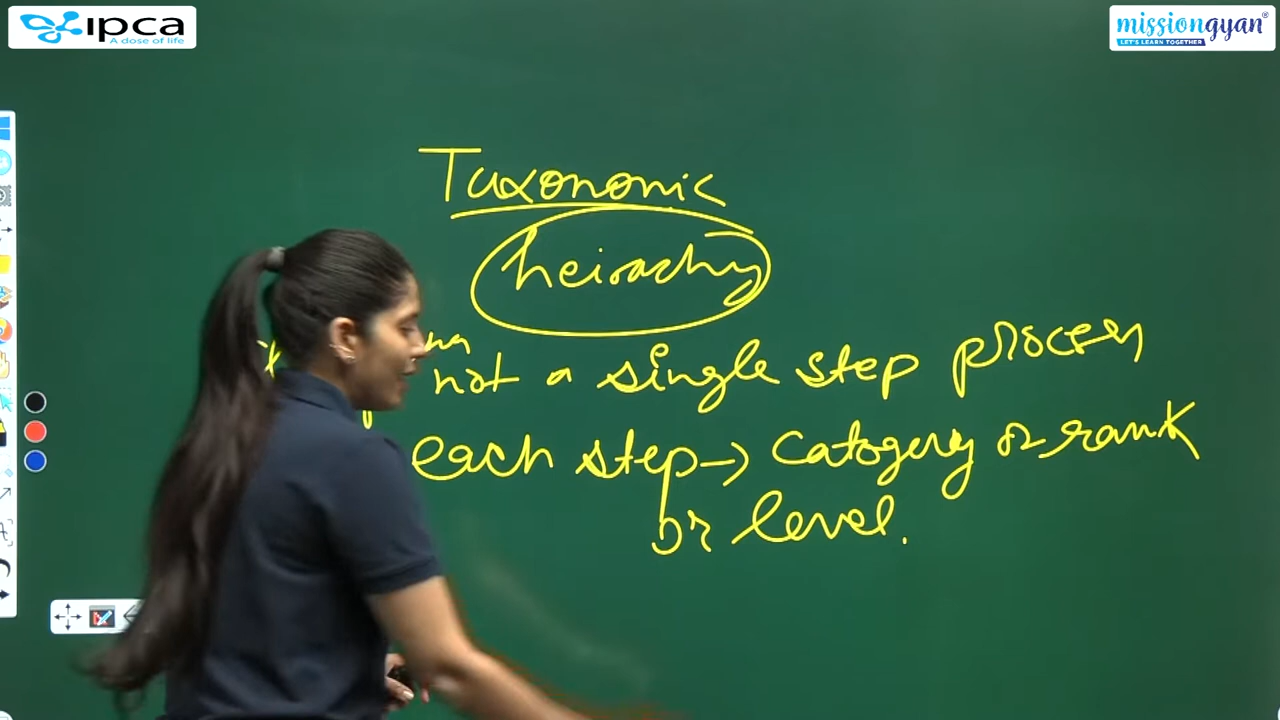 ipca
A dose of life
missiongyan®
LET'S LEARN TOGETHER
Taxonomic
heirachy
not a single step process
each step → Catogery or rank
or level.